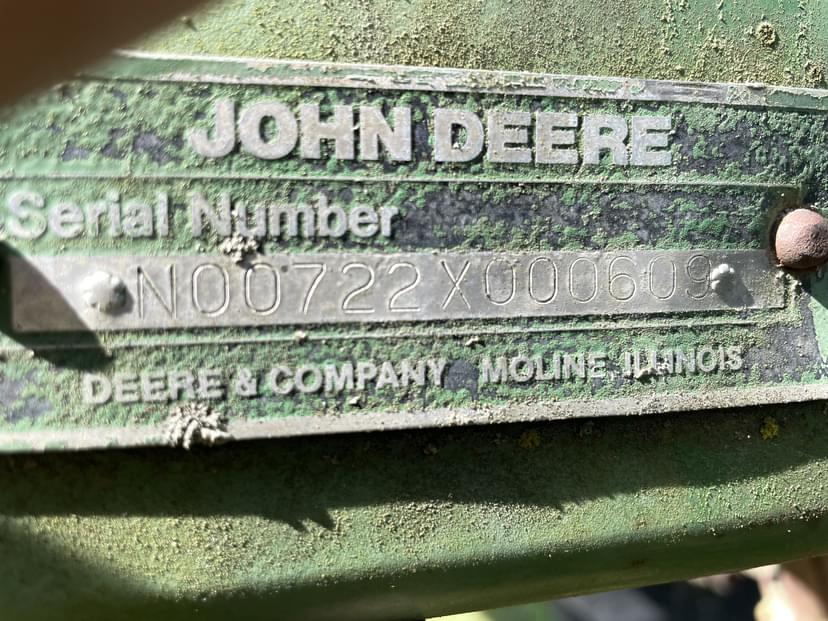 JOHN DEERE
Serial Number
N00722X000609
DEERE & COMPANY MOLINE, ILLINOIS